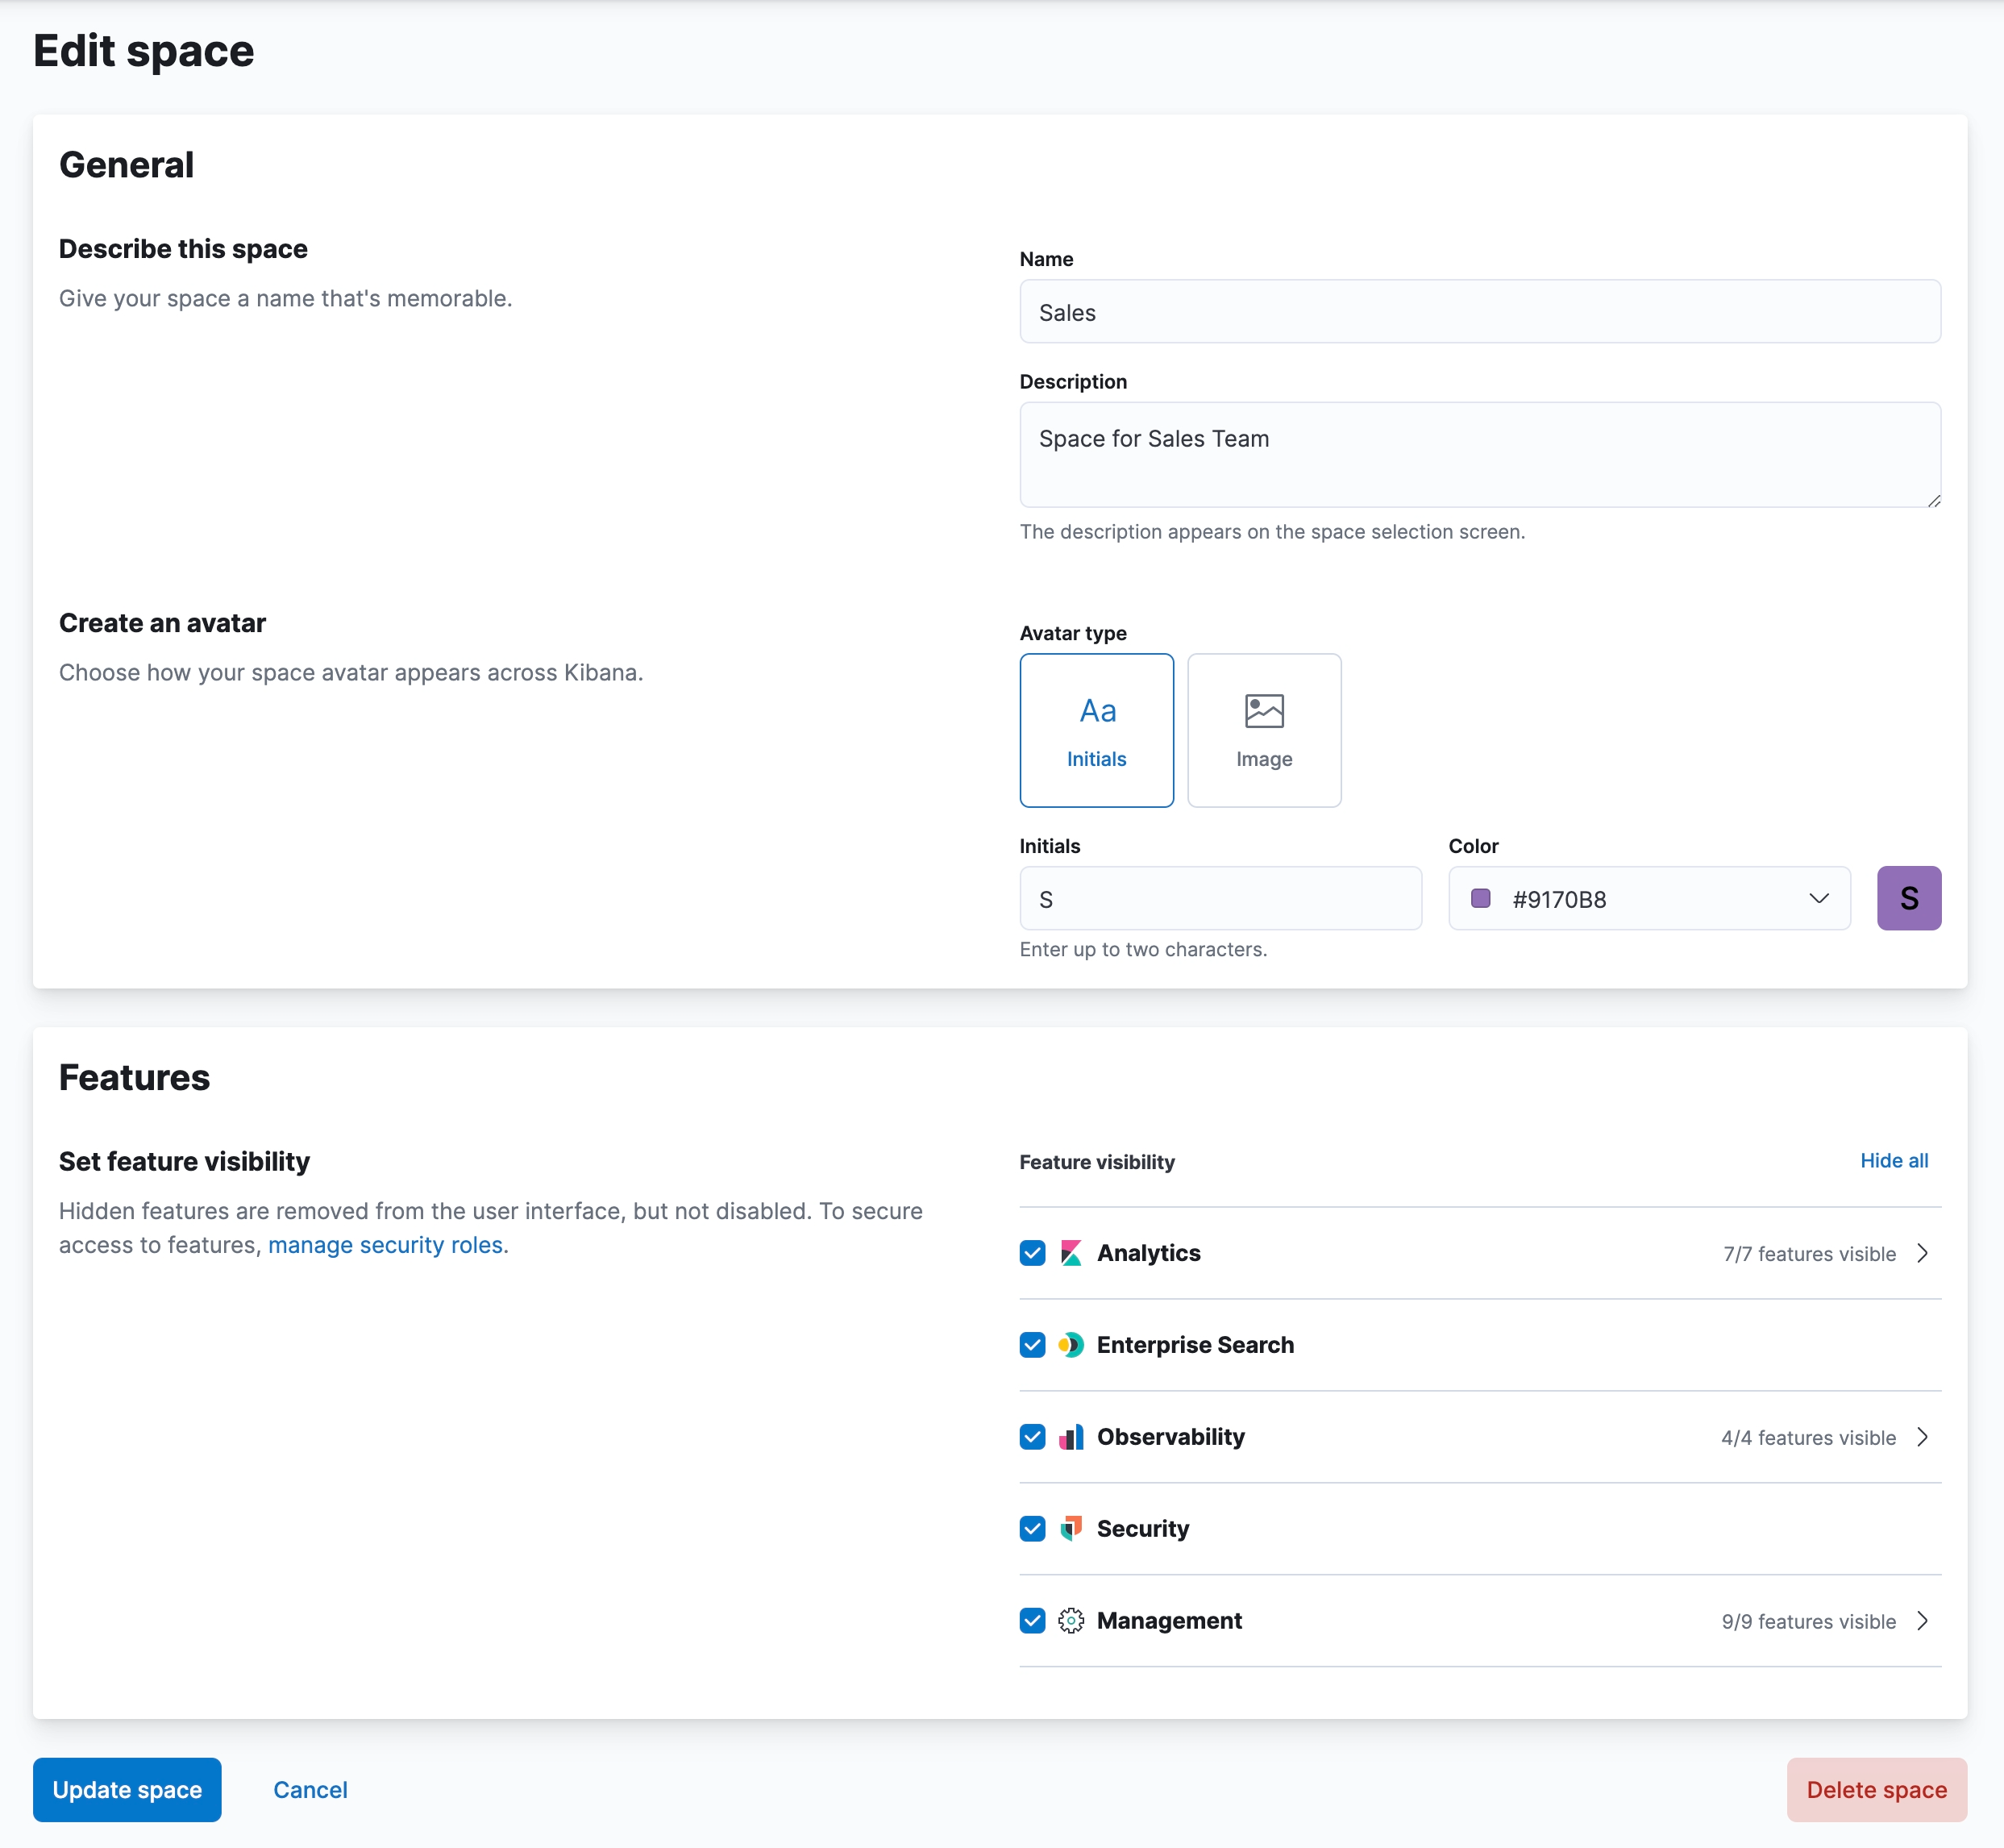 Edit space
General
Describe this space
Give your space a name that's memorable.
Name
Sales
Description
Space for Sales Team
The description appears on the space selection screen.
Create an avatar
Choose how your space avatar appears across Kibana.
Avatar type
Aa
Initials
Image
Initials
Color
S
#9170B8
S
Enter up to two characters.
Features
Set feature visibility
Hidden features are removed from the user interface, but not disabled. To secure
access to features, manage security roles.
Feature visibility
Hide all
Analytics
7/7 features visible
Enterprise Search
Observability
4/4 features visible
Security
Management
9/9 features visible
Update space
Cancel
Delete space